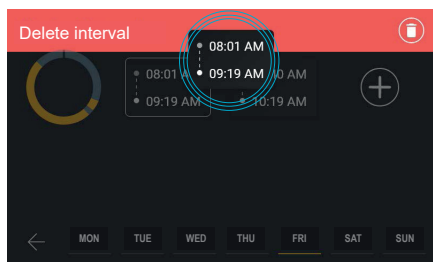 Delete interval
08:01 AM
09:19 AM
08:01
09:19 AM
AM
10:19 AM
MON TUE WED THU FRI SAT SUN